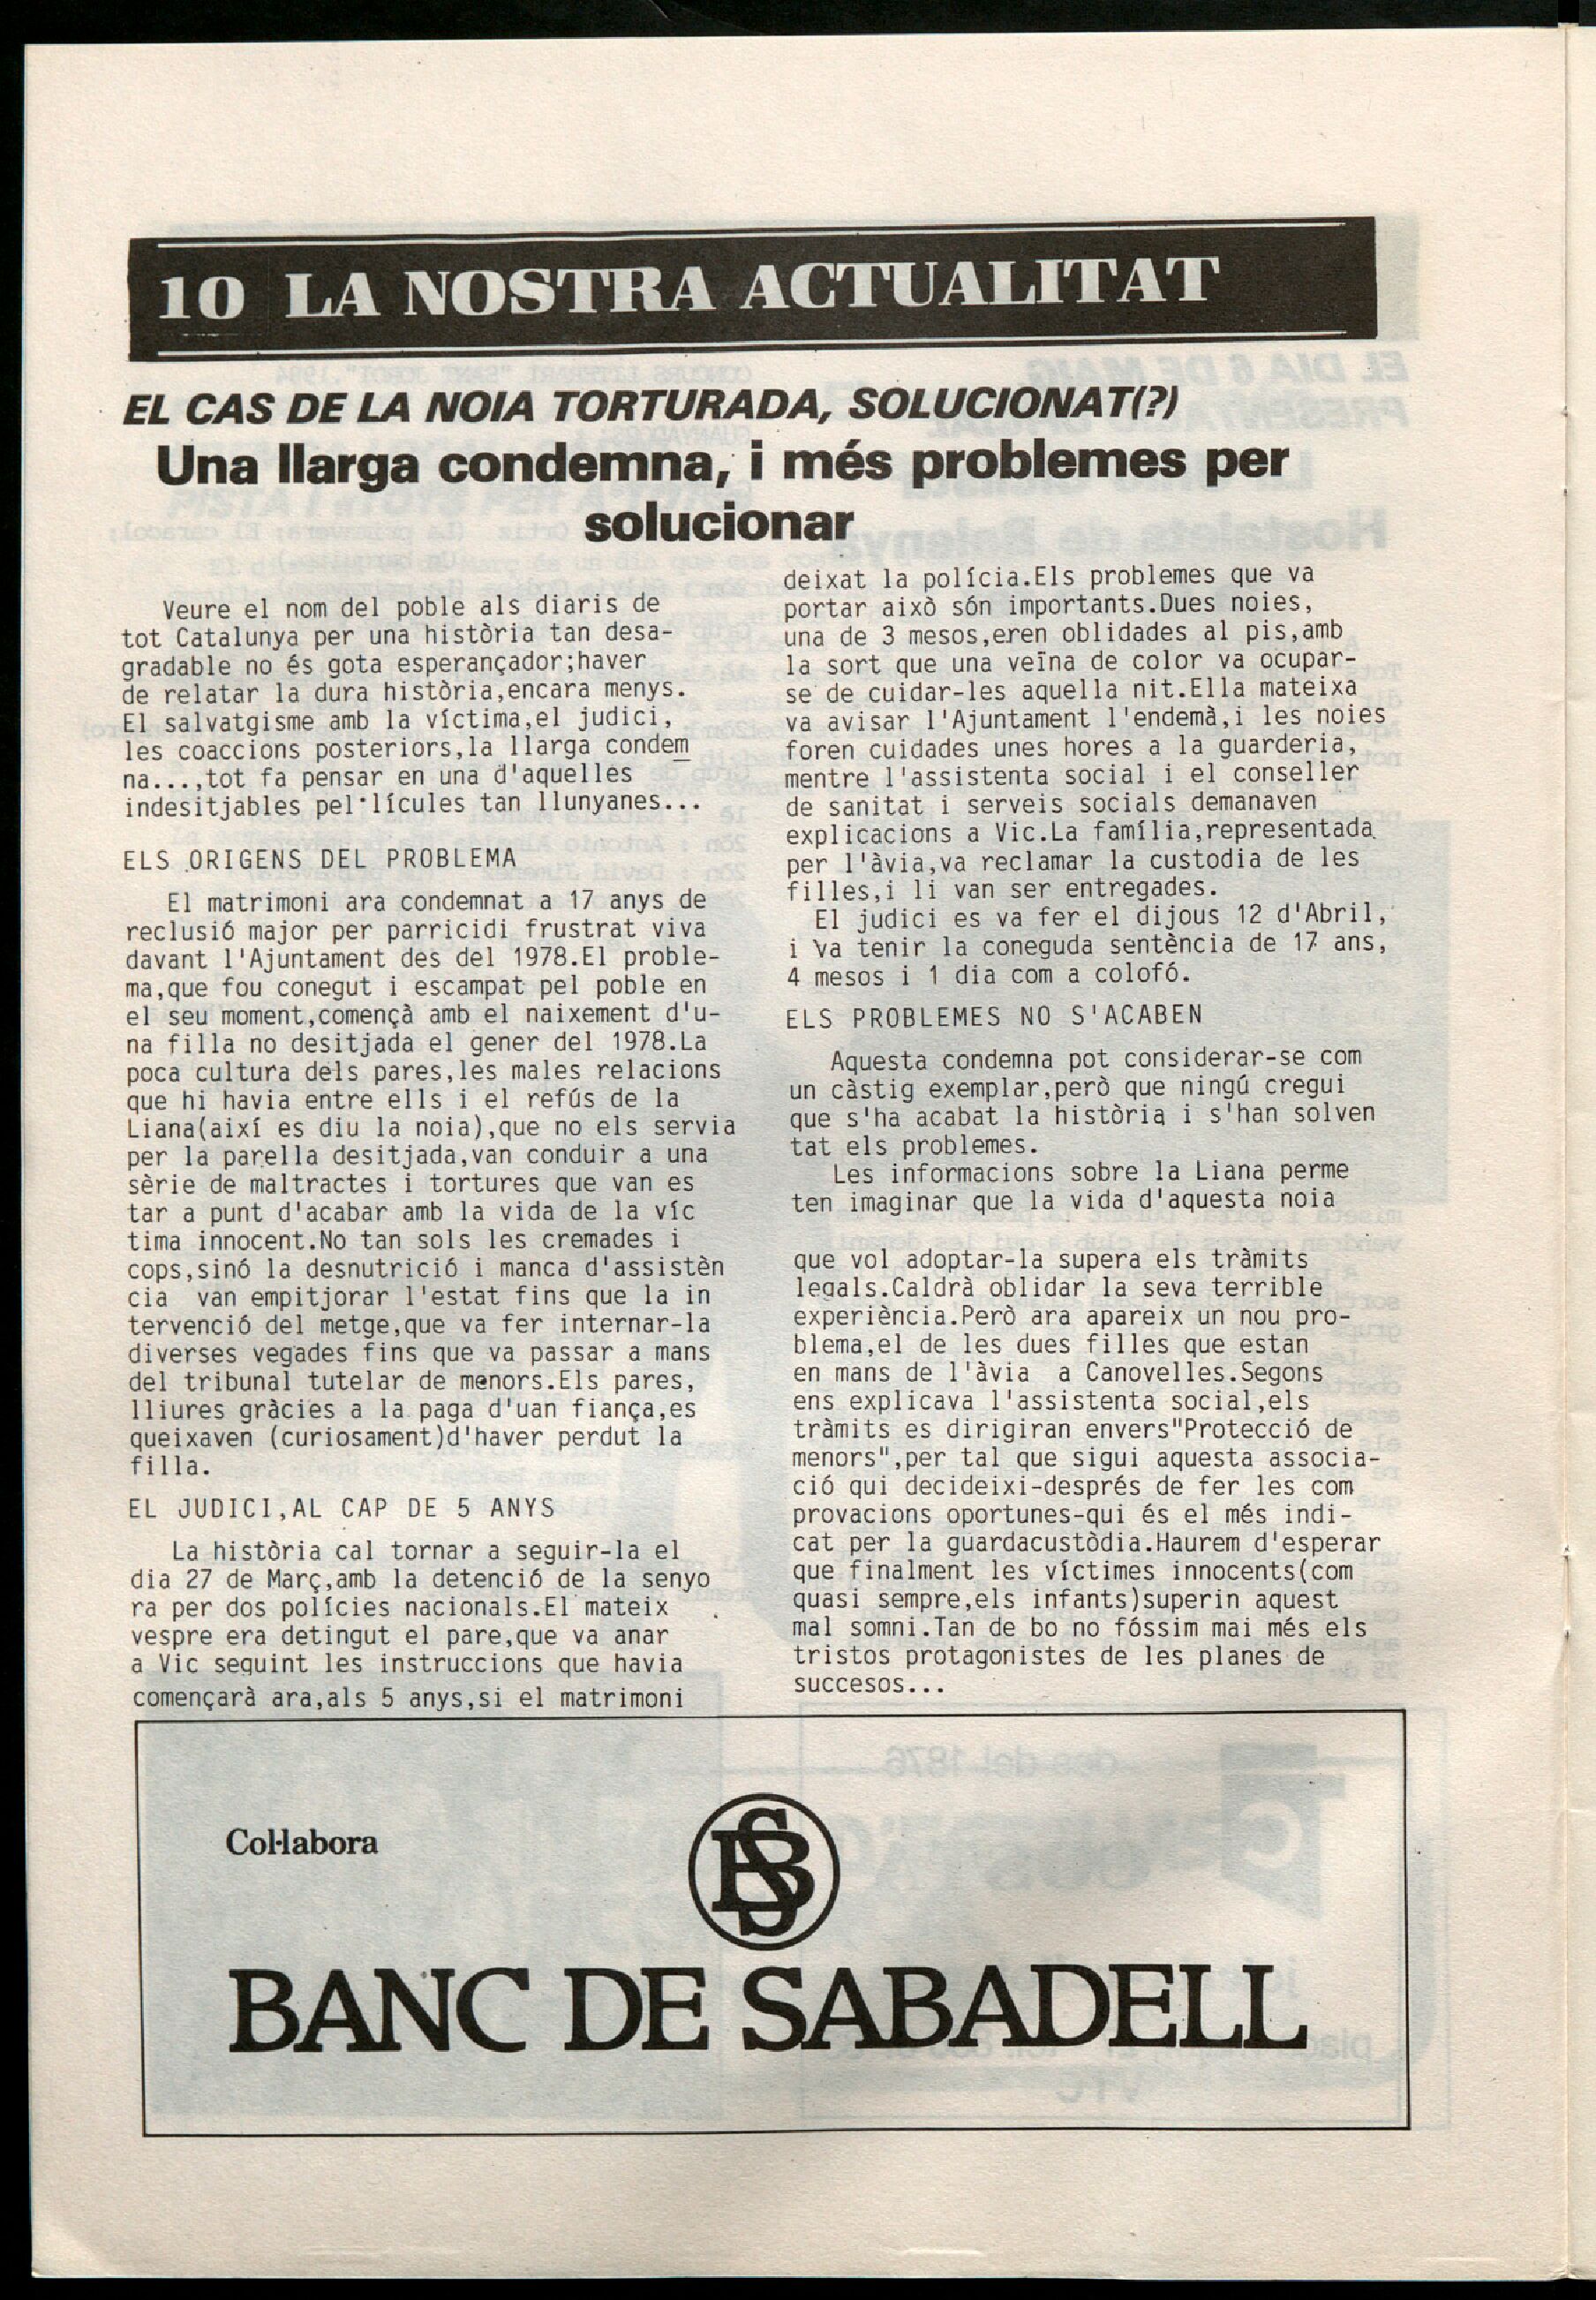 10 LA NOSTRA ACTUALITAT
EL CAS DE LA NOIA TORTURADA, SOLUCIONAT(?)
Una llarga condemna, i més problemes per
solucionar
Veure el nom del poble als diaris de
tot Catalunya per una història tan desa-
gradable no és gota esperançador;haver
de relatar la dura història,encara menys.
El salvatgisme amb la víctima,el judici,
les coaccions posteriors,la llarga condem
na...,tot fa pensar en una d'aquelles
indesitjables pel·lícules tan llunyanes...
ELS ORIGENS DEL PROBLEMA
El matrimoni ara condemnat a 17 anys de
reclusió major per parricidi frustrat viva
davant l'Ajuntament des del 1978.El proble-
ma,que fou conegut i escampat pel poble en
el seu moment,començà amb el naixement d'u-
na filla no desitjada el gener del 1978.La
poca cultura dels pares,les males relacions
que hi havia entre ells i el refús de la
Liana(així es diu la noia),que no els servia
per la parella desitjada,van conduir a una
sèrie de maltractes i tortures que van es
tar a punt d'acabar amb la vida de la víc
tima innocent.No tan sols les cremades i
cops,sinó la desnutrició i manca d'assistèn
cia van empitjorar l'estat fins que la in
tervenció del metge,que va fer internar-la
diverses vegades fins que va passar a mans
del tribunal tutelar de menors.Els pares,
lliures gràcies a la paga d'uan fiança,es
queixaven (curiosament)d'haver perdut la
filla.
EL JUDICI,AL CAP DE 5 ANYS
La història cal tornar a seguir-la el
dia 27 de Març,amb la detenció de la senyo
ra per dos polícies nacionals.El mateix
vespre era detingut el pare,que va anar
a Vic seguint les instruccions que havia
començarà ara,als 5 anys,si el matrimoni
deixat la polícia.Els problemes que va
portar això són importants.Dues noies,
una de 3 mesos,eren oblidades al pis,amb
la sort que una veïna de color va ocupar-
se de cuidar-les aquella nit.Ella mateixa
va avisar l'Ajuntament l'endemà,i les noies
foren cuidades unes hores a la guarderia,
mentre l'assistenta social i el conseller
de sanitat i serveis socials demanaven
explicacions a Vic.La família,representada
per l'àvia,va reclamar la custodia de les
filles,i li van ser entregades.
El judici es va fer el dijous 12 d'Abril,
i va tenir la coneguda sentència de 17 ans,
4 mesos i 1 dia com a colofó.
ELS PROBLEMES NO S'ACABEN
Aquesta condemna pot considerar-se com
un càstig exemplar,però que ningú cregui
que s'ha acabat la història i s'han solven
tat els problemes.
Les informacions sobre la Liana perme
ten imaginar que la vida d'aquesta noia
que vol adoptar-la supera els tràmits
legals.Caldrà oblidar la seva terrible
experiència.Però ara apareix un nou pro-
blema,el de les dues filles que estan
en mans de l'àvia a Canovelles.Segons
ens explicava l'assistenta social,els
tràmits es dirigiran envers"Protecció de
menors",per tal que sigui aquesta associa-
ció qui decideixi-després de fer les com
provacions oportunes-qui és el més indi-
cat per la guardacustòdia.Haurem d'esperar
que finalment les víctimes innocents(com
quasi sempre,els infants)superin aquest
mal somni.Tan de bo no fóssim mai més els
tristos protagonistes de les planes de
succesos...
Col·labora
BS
BANC DE SABADELL